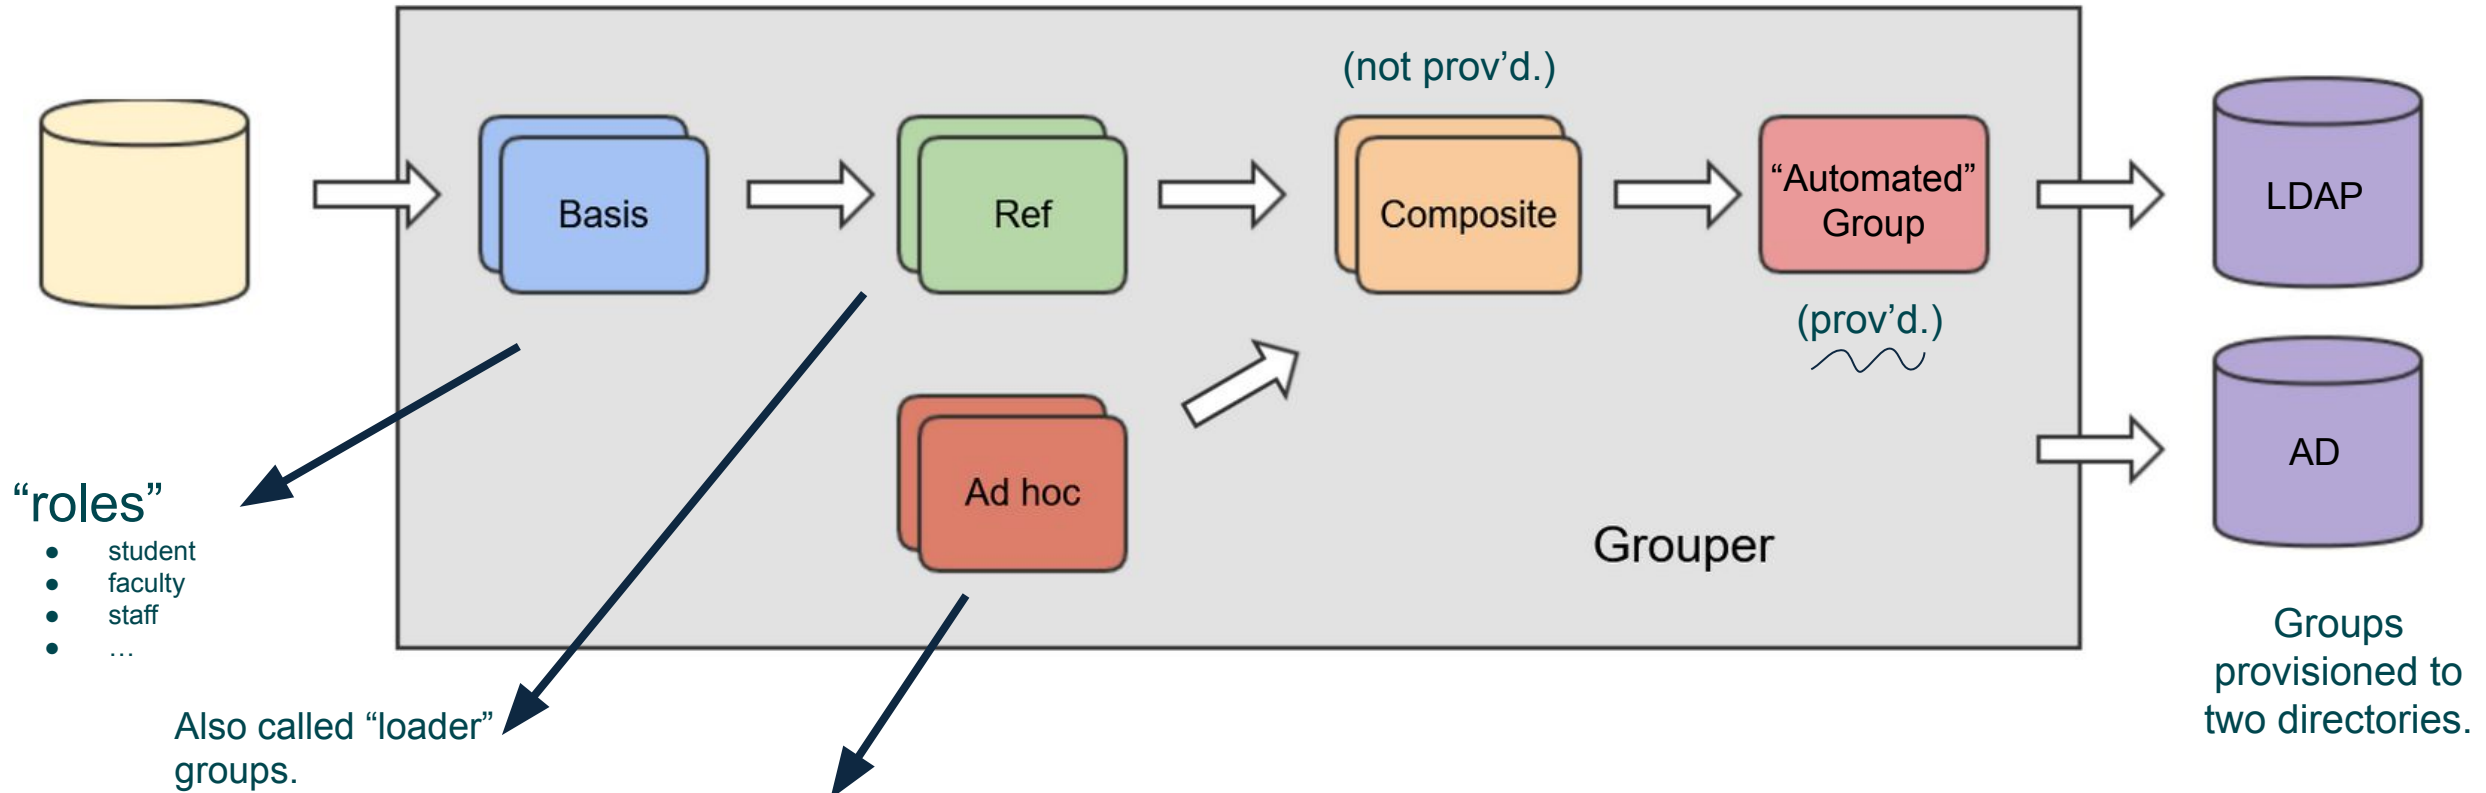 (not prov’d.)
Basis
Ref
Composite
“Automated”
Group
LDAP
(prov’d.)
Ad hoc
AD
Grouper
“roles”
● student
● faculty
● staff
● …
Also called “loader”
groups.
Groups
provisioned to
two directories.